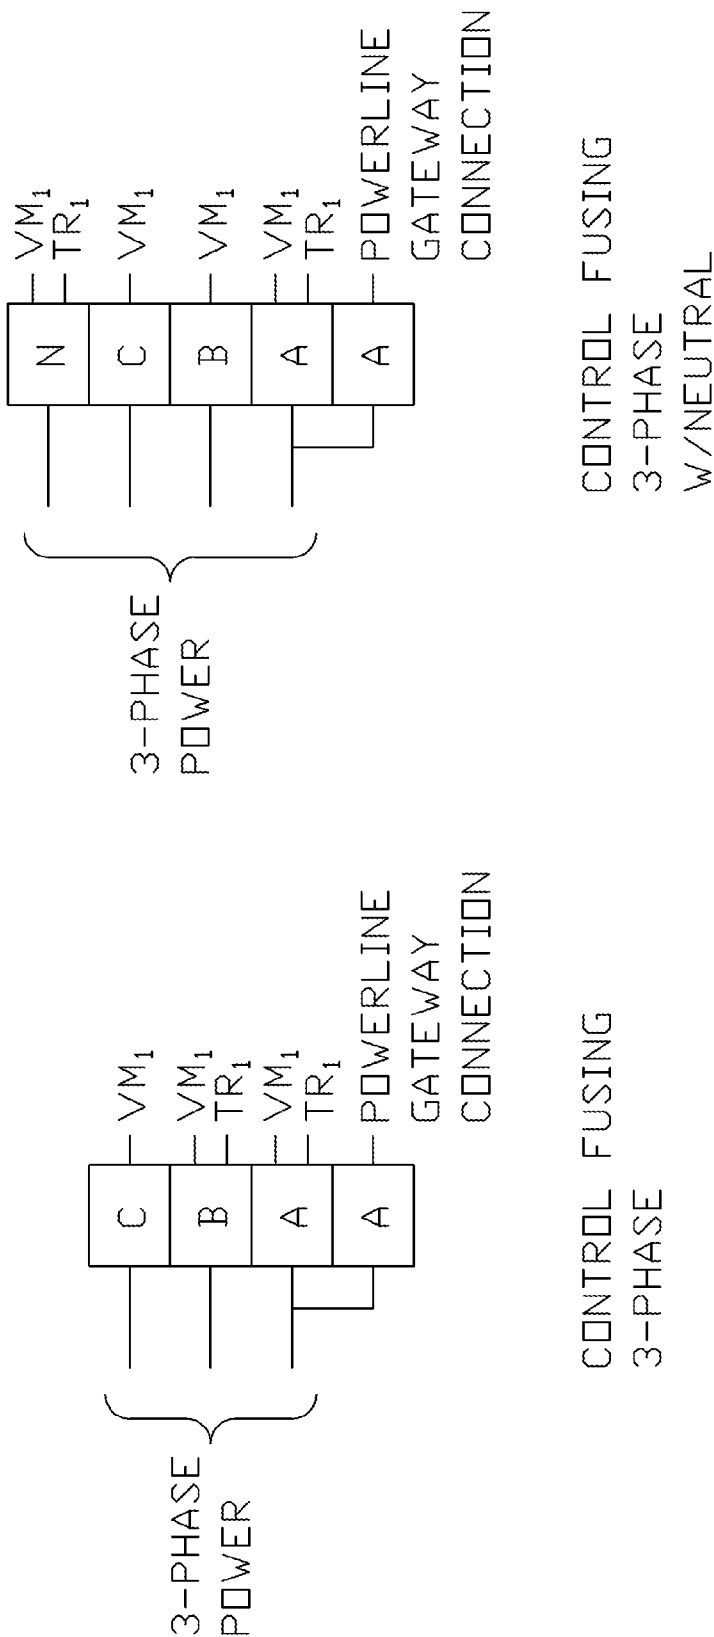 3-PHASE
POWER
C
B
A
A
VM1
VM1
TR1
VM1
TR1
POWERLINE
GATEWAY
CONNECTION
CONTROL FUSING
3-PHASE
3-PHASE
POWER
N
C
B
A
A
VM1
TR1
VM1
VM1
VM1
TR1
POWERLINE
GATEWAY
CONNECTION
CONTROL FUSING
3-PHASE
W/NEUTRAL